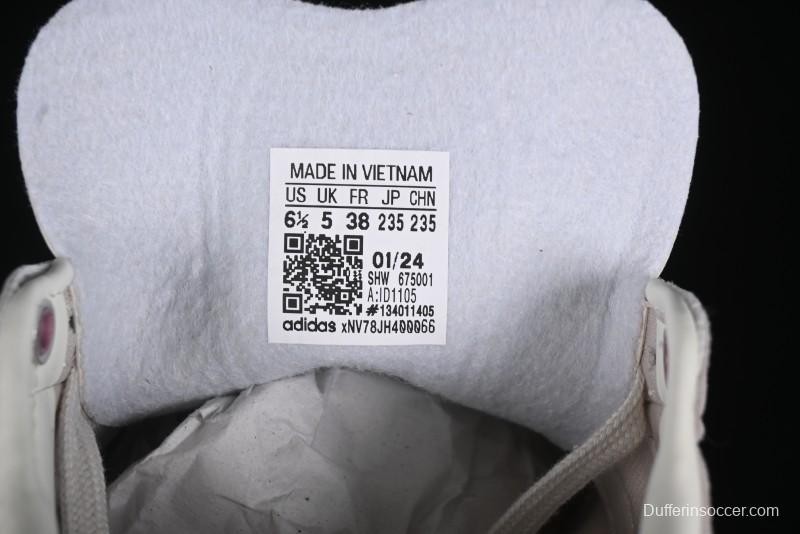 MADE IN VIETNAM
US UK FR JP CHN
6½ 5 38 235 235
01/24
SHW 675001
A:ID1105
#134011405
adidas xNV78JH400066
Dufferinsoccer.com